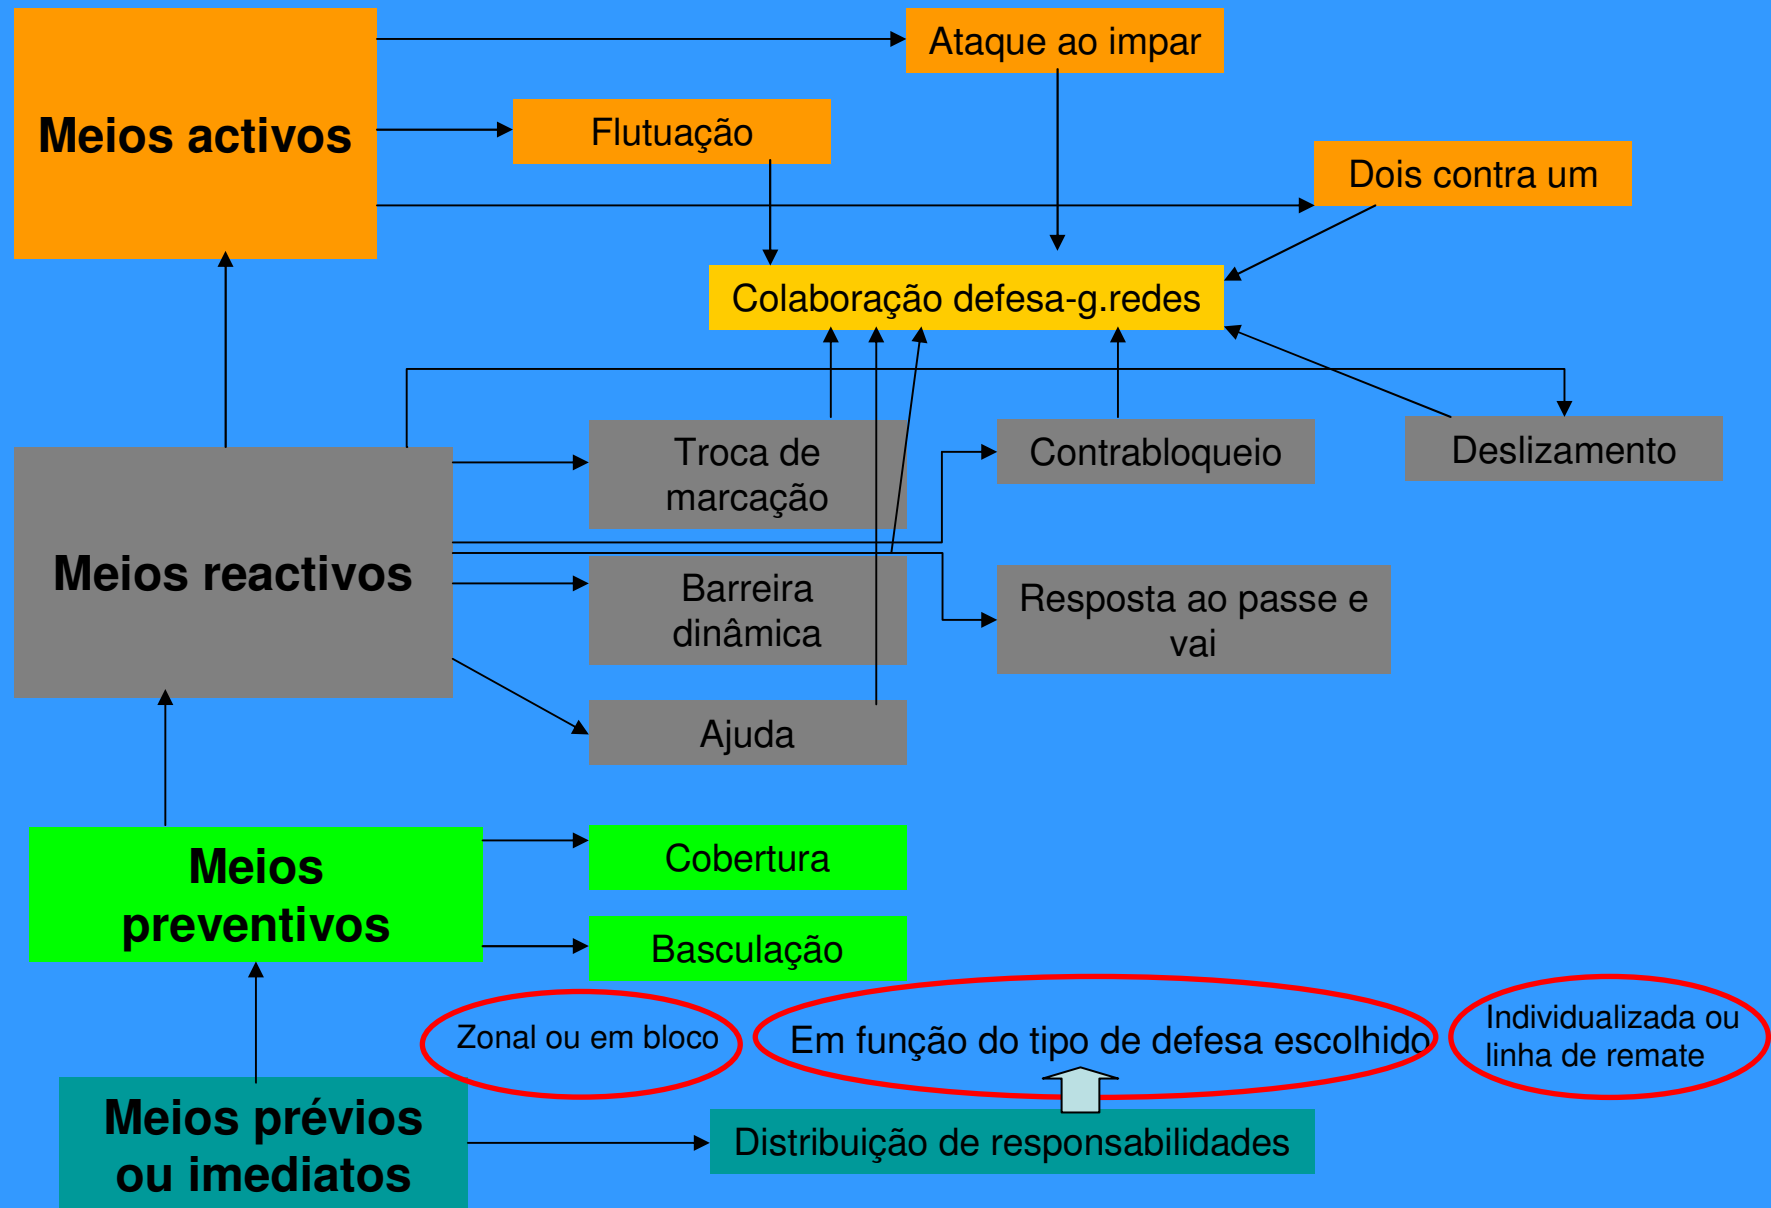 Ataque ao impar
Meios activos
Flutuação
Dois contra um
Colaboração defesa-g.redes
Troca de
marcação
Contrabloqueio
Deslizamento
Meios reactivos
Barreira
dinâmica
Resposta ao passe e
vai
Ajuda
Meios
preventivos
Cobertura
Basculação
Zonal ou em bloco
Em função do tipo de defesa escolhido
Individualizada ou
linha de remate
Meios prévios
ou imediatos
Distribuição de responsabilidades